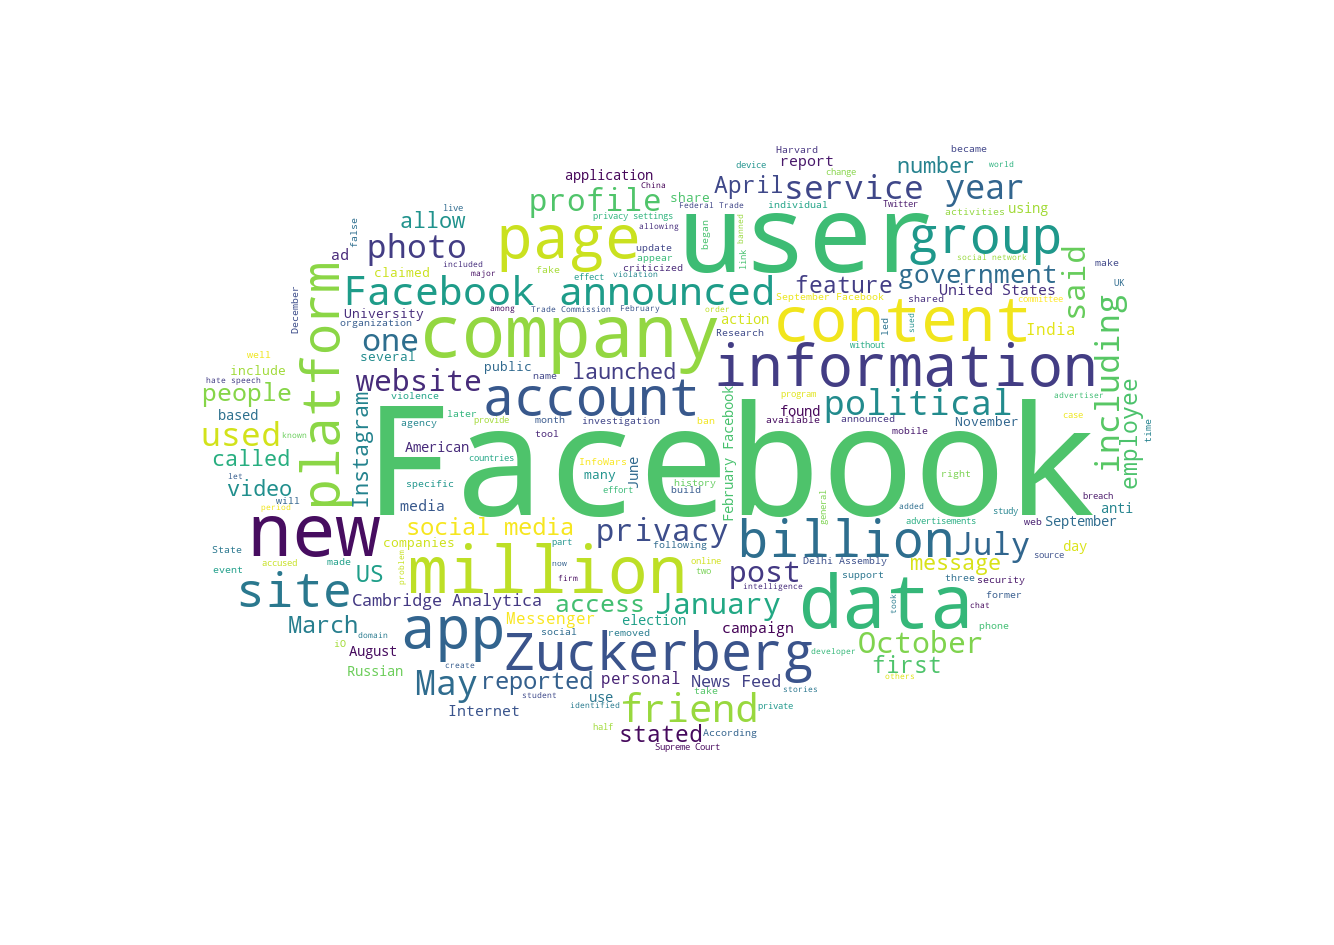 Harvard
became
device
report
number
world
application
China
change
April
service
year
profile
share
Federal Trade
individual
Twitter
activities
using
live
allow
privacy settings
allowing
began
banned
user
group
false
photo
page
update
appear
link
social network
said
make
ad
included
criticized
government
claimed
major
fake
effect
violation
feature
United States
UK
platform
Facebook announced
September Facebook
shared
committee
December
University
among
Trade Commission
February
order
content
led
sued
India
including
organization
one
company
action
Research
without
well
several
public
launched
information
include
hate speech
website
name
program
advertiser
people
violence
account
February Facebook
found
political
employee
based
Instagram
later
provide
month
investigation
ban
available
announced
November
case
used
known
agency
tool
mobile
time
called
American
Facebook
countries
InfoWars
many
June
right
let
video
specific
history
build
effort
breach
will
media
general
added
study
anti
period
new
social media
privacy
advertisements
web
September
State
companies
part
following
billion
July
source
day
event
accused
made
problem
US
million
now
firm
online
two
post
Delhi Assembly
support
message
three
security
former
intelligence
site
Cambridge Analytica
access
January
data
took
chat
March
app
Messenger
election
campaign
phone
domain
social
removed
October
iO
August
Zuckerberg
developer
first
Russian
create
others
May
reported
personal
News Feed
stories
student
use
take
Internet
identified
friend
private
half
stated
According
Supreme Court